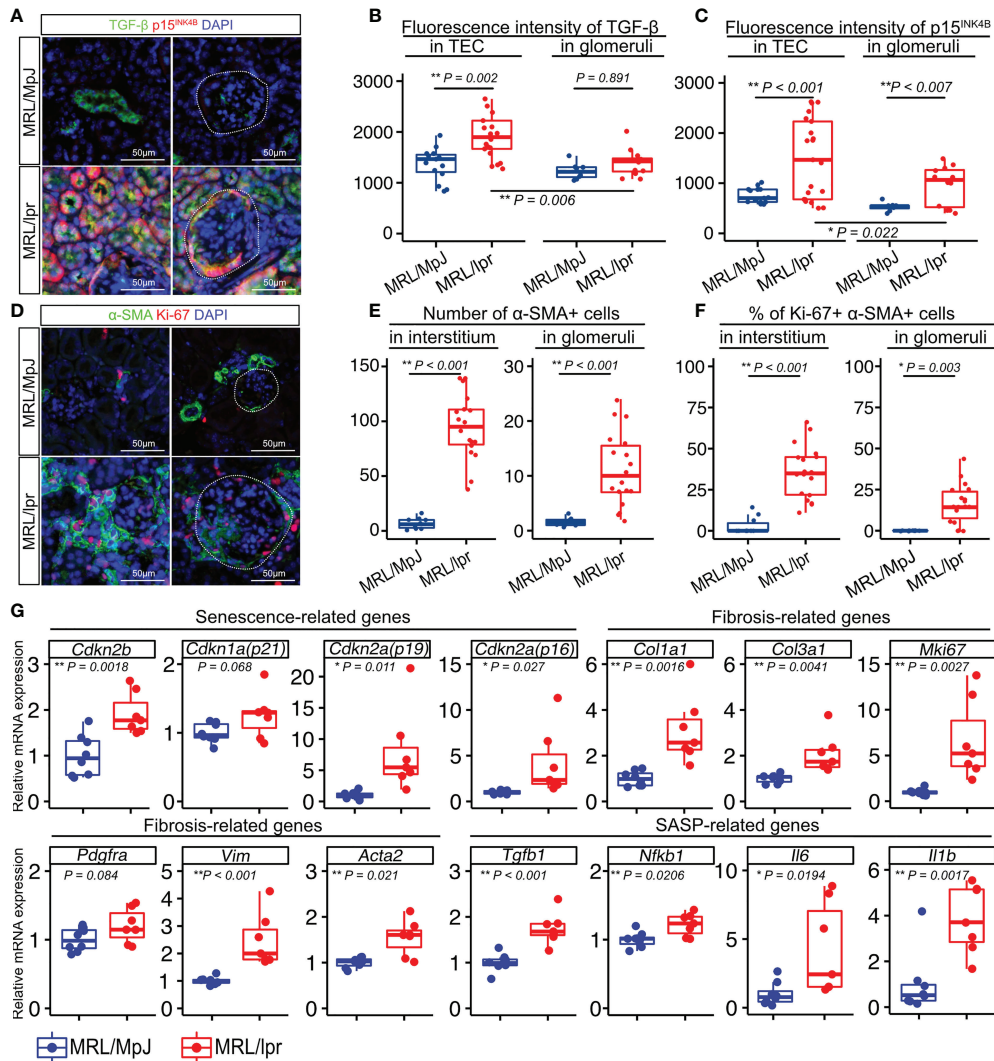 A
TGF-β p15INK4B DAPI
MRL/MpJ
50μm
50μm
MRL/lpr
50μm
50μm
B
Fluorescence intensity of TGF-β
in TEC
in glomeruli
** P = 0.002
P = 0.891
3000
2000
1000
0
** P = 0.006
MRL/MpJ
MRL/lpr
MRL/MpJ
MRL/lpr
C
Fluorescence intensity of p15INK4B
in TEC
in glomeruli
** P < 0.001
**P < 0.007
3000
2000
1000
0
* P = 0.022
MRL/MpJ
MRL/lpr
MRL/MpJ
MRL/lpr
D
α-SMA Ki-67 DAPI
MRL/MpJ
50μm
50μm
MRL/lpr
50μm
50μm
E
Number of α-SMA+ cells
in interstitium
in glomeruli
** P < 0.001
** P < 0.001
150
125
100
75
50
25
0
30
20
10
0
MRL/MpJ
MRL/lpr
MRL/MpJ
MRL/lpr
F
% of Ki-67+ α-SMA+ cells
in interstitium
in glomeruli
** P < 0.001
* P = 0.003
100
75
50
25
0
100
75
50
25
0
MRL/MpJ
MRL/lpr
MRL/MpJ
MRL/lpr
G
Senescence-related genes
Fibrosis-related genes
Relative mRNA expression
Cdkn2b
** P = 0.0018
3
2
1
0
Cdkn1a(p21)
P = 0.068
2
1
0
Cdkn2a(p19)
* P = 0.011
20
15
10
5
0
Cdkn2a(p16)
* P = 0.027
15
10
5
0
Col1a1
** P = 0.0016
6
4
2
0
Col3a1
** P = 0.0041
6
4
2
0
Mki67
** P = 0.0027
15
10
5
0
Fibrosis-related genes
SASP-related genes
Relative mRNA expression
Pdgfra
P = 0.084
2
1
0
Vim
**P < 0.001
5
4
3
2
1
0
Acta2
** P = 0.021
3
2
1
0
Tgfb1
** P < 0.001
3
2
1
0
Nfkb1
** P = 0.0206
2
1
0
Il6
* P = 0.0194
10
5
0
Il1b
** P = 0.0017
6
4
2
0
MRL/MpJ
MRL/lpr